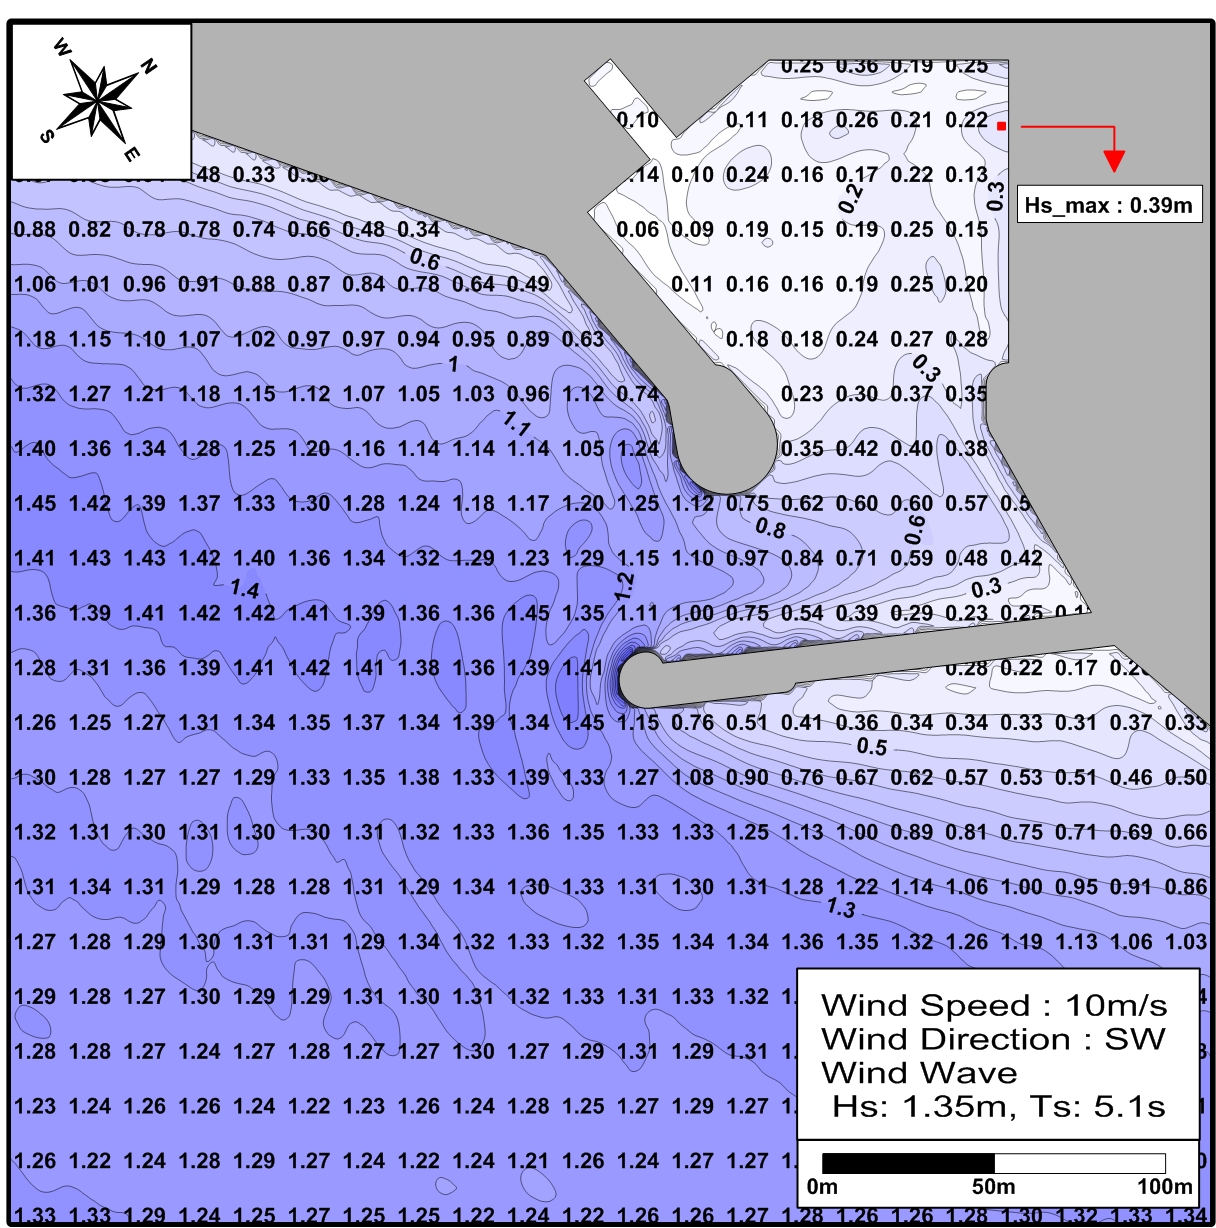 W
N
S
E
0.25 0.36 0.19 0.25
0.10 0.11 0.18 0.26 0.21 0.22
.48 0.33 .14 0.10 0.24 0.16 0.17 0.22 0.13
0.2
0.3
Hs_max : 0.39m
0.88 0.82 0.78 0.78 0.74 0.66 0.48 0.34 0.06 0.09 0.19 0.15 0.19 0.25 0.15
0.6
1.06 1.01 0.96 0.91 0.88 0.87 0.84 0.78 0.64 0.49 0.11 0.16 0.16 0.19 0.25 0.20
1.18 1.15 1.10 1.07 1.02 0.97 0.97 0.94 0.95 0.89 0.63 0.18 0.18 0.24 0.27 0.28
1
0.3
1.32 1.27 1.21 1.18 1.15 1.12 1.07 1.05 1.03 0.96 1.12 0.74 0.23 0.30 0.37 0.35
1.1
1.40 1.36 1.34 1.28 1.25 1.20 1.16 1.14 1.14 1.14 1.05 1.24 0.35 0.42 0.40 0.38
1.45 1.42 1.39 1.37 1.33 1.30 1.28 1.24 1.18 1.17 1.20 1.25 1.12 0.75 0.62 0.60 0.60 0.57 0.5
0.8
0.6
1.41 1.43 1.43 1.42 1.40 1.36 1.34 1.32 1.29 1.23 1.29 1.15 1.10 0.97 0.84 0.71 0.59 0.48 0.42
1.4
1.2
0.3
1.36 1.39 1.41 1.42 1.42 1.41 1.39 1.36 1.36 1.45 1.35 1.11 1.00 0.75 0.54 0.39 0.29 0.23 0.25 0.1
1.28 1.31 1.36 1.39 1.41 1.42 1.41 1.38 1.36 1.39 1.41 0.28 0.22 0.17 0.2
1.26 1.25 1.27 1.31 1.34 1.35 1.37 1.34 1.39 1.34 1.45 1.15 0.76 0.51 0.41 0.36 0.34 0.34 0.33 0.31 0.37 0.33
0.5
1.30 1.28 1.27 1.27 1.29 1.33 1.35 1.38 1.33 1.39 1.33 1.27 1.08 0.90 0.76 0.67 0.62 0.57 0.53 0.51 0.46 0.50
1.32 1.31 1.30 1.31 1.30 1.30 1.31 1.32 1.33 1.36 1.35 1.33 1.33 1.25 1.13 1.00 0.89 0.81 0.75 0.71 0.69 0.66
1.31 1.34 1.31 1.29 1.28 1.28 1.31 1.29 1.34 1.30 1.33 1.31 1.30 1.31 1.28 1.22 1.14 1.06 1.00 0.95 0.91 0.86
1.3
1.27 1.28 1.29 1.30 1.31 1.31 1.29 1.34 1.32 1.33 1.32 1.35 1.34 1.34 1.36 1.35 1.32 1.26 1.19 1.13 1.06 1.03
1.29 1.28 1.27 1.30 1.29 1.29 1.31 1.30 1.31 1.32 1.33 1.31 1.33 1.32 1.
1.28 1.28 1.27 1.24 1.27 1.28 1.27 1.27 1.30 1.27 1.29 1.31 1.29 1.31 1.
1.23 1.24 1.26 1.26 1.24 1.22 1.23 1.26 1.24 1.28 1.25 1.27 1.29 1.27 1.
1.26 1.22 1.24 1.28 1.29 1.27 1.24 1.22 1.24 1.21 1.26 1.24 1.27 1.27 1.
1.33 1.33 1.29 1.24 1.25 1.27 1.25 1.25 1.22 1.24 1.22 1.26 1.26 1.27 1.28 1.26 1.26 1.28 1.30 1.32 1.33 1.34
Wind Speed : 10m/s
Wind Direction : SW
Wind Wave
Hs: 1.35m, Ts: 5.1s
0m 50m 100m